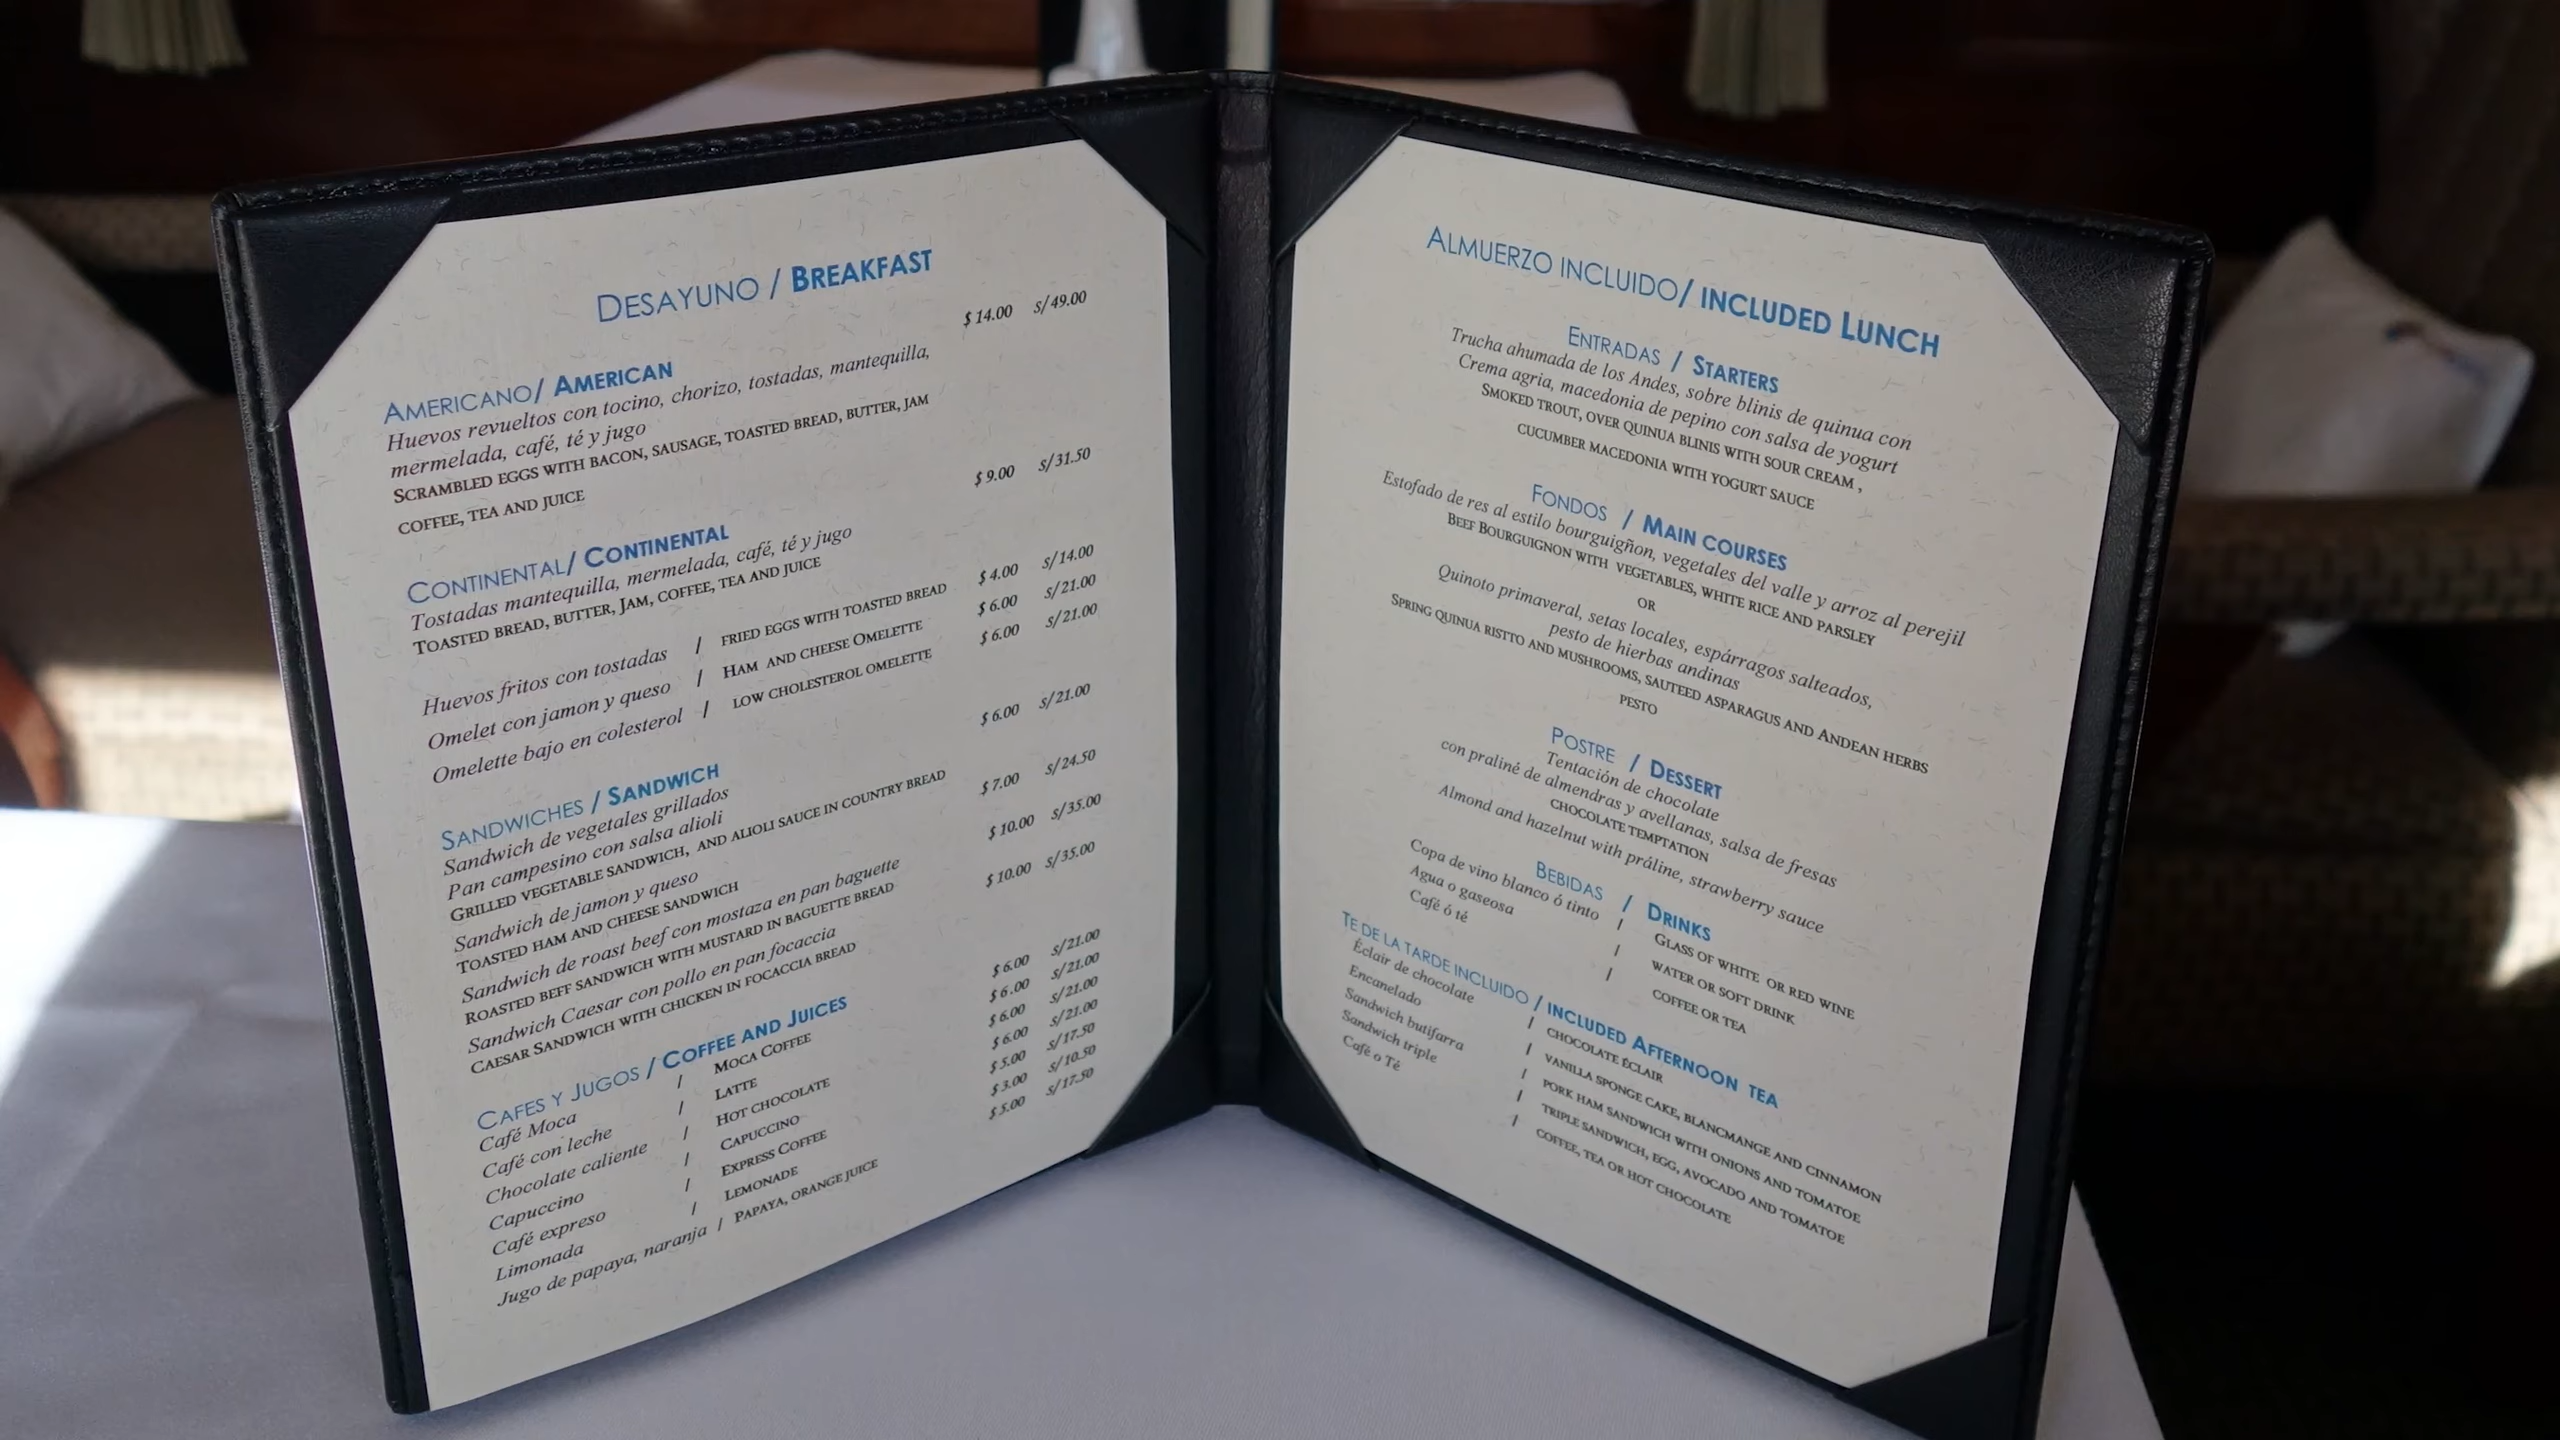 DESAYUNO / BREAKFAST
$ 14.00 S/49.00
AMERICANO/ AMERICAN
Huevos revueltos con tocino, chorizo, tostadas, mantequilla,
mermelada, café, té y jugo
SCRAMBLED EGGS WITH BACON, SAUSAGE, TOASTED BREAD, BUTTER, JAM
COFFEE, TEA AND JUICE
$ 9.00 S/31.50
CONTINENTAL/ CONTINENTAL
Tostadas mantequilla, mermelada, café, té y jugo
TOASTED BREAD, BUTTER, JAM, COFFEE, TEA AND JUICE
Huevos fritos con tostadas / FRIED EGGS WITH TOASTED BREAD $ 4.00 S/14.00
Omelet con jamon y queso / HAM AND CHEESE OMELETTE $ 6.00 S/21.00
Omelette bajo en colesterol / LOW CHOLESTEROL OMELETTE $ 6.00 S/21.00
SANDWICHES / SANDWICH
Sandwich de vegetales grillados $ 6.00 S/21.00
Pan campesino con salsa alioli
GRILLED VEGETABLE SANDWICH, AND ALIOLI SAUCE IN COUNTRY BREAD
Sandwich de jamon y queso $ 7.00 S/24.50
TOASTED HAM AND CHEESE SANDWICH
Sandwich de roast beef con mostaza en pan baguette $ 10.00 S/35.00
ROASTED BEFF SANDWICH WITH MUSTARD IN BAGUETTE BREAD
Sandwich Caesar con pollo en pan focaccia $ 10.00 S/35.00
CAESAR SANDWICH WITH CHICKEN IN FOCACCIA BREAD
CAFES Y JUGOS / COFFEE AND JUICES
Café Moca / MOCA COFFEE $ 6.00 S/21.00
Café con leche / LATTE $ 6.00 S/21.00
Chocolate caliente / HOT CHOCOLATE $ 6.00 S/21.00
Capuccino / CAPUCCINO $ 6.00 S/21.00
Café expreso / EXPRESS COFFEE $ 5.00 S/17.50
Limonada / LEMONADE $ 3.00 S/10.50
Jugo de papaya, naranja / PAPAYA, ORANGE JUICE $ 5.00 S/17.50
ALMUERZO INCLUIDO/ INCLUDED LUNCH
ENTRADAS / STARTERS
Trucha ahumada de los Andes, sobre blinis de quinua con
Crema agria, macedonia de pepino con salsa de yogurt
SMOKED TROUT, OVER QUINUA BLINIS WITH SOUR CREAM ,
CUCUMBER MACEDONIA WITH YOGURT SAUCE
FONDOS / MAIN COURSES
Estofado de res al estilo bourguigñon, vegetales del valle y arroz al perejil
BEEF BOURGUIGNON WITH VEGETABLES, WHITE RICE AND PARSLEY
OR
Quinoto primaveral, setas locales, espárragos salteados,
pesto de hierbas andinas
SPRING QUINUA RISTTO AND MUSHROOMS, SAUTEED ASPARAGUS AND ANDEAN HERBS
PESTO
POSTRE / DESSERT
Tentación de chocolate
con praliné de almendras y avellanas, salsa de fresas
CHOCOLATE TEMPTATION
Almond and hazelnut with práline, strawberry sauce
BEBIDAS / DRINKS
Copa de vino blanco ó tinto / GLASS OF WHITE OR RED WINE
Agua o gaseosa / WATER OR SOFT DRINK
Café ó té / COFFEE OR TEA
TE DE LA TARDE INCLUIDO / INCLUDED AFTERNOON TEA
Éclair de chocolate / CHOCOLATE ÉCLAIR
Encanelado / VANILLA SPONGE CAKE, BLANCMANGE AND CINNAMON
Sandwich butifarra / PORK HAM SANDWICH WITH ONIONS AND TOMATOE
Sandwich triple / TRIPLE SANDWICH, EGG, AVOCADO AND TOMATOE
Café o Té / COFFEE, TEA OR HOT CHOCOLATE